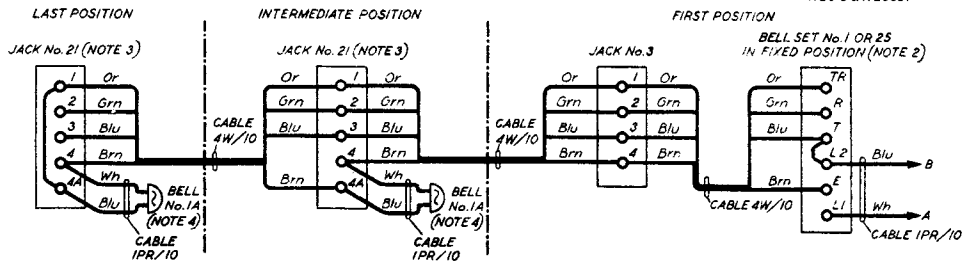 LAST POSITION
INTERMEDIATE POSITION
FIRST POSITION
JACK No. 21 (NOTE 3)
JACK No. 21 (NOTE 3)
JACK No. 3
BELL SET No. 1 OR 25
IN FIXED POSITION (NOTE 2)
1 Or
2 Grn
3 Blu
4 Brn
4A
Wh
Blu
BELL
No. 1A
(NOTE 4)
CABLE
1PR/10
CABLE
4W/10
Or 1 Or
Grn 2 Grn
Blu 3 Blu
4 Brn
Brn 4A
Wh
Blu
BELL
No. 1A
(NOTE 4)
CABLE
1PR/10
CABLE
4W/10
Or 1 Or
Grn 2 Grn
Blu 3 Blu
Brn 4 Brn
CABLE 4W/10
Or TR
Grn R
Blu T
L2 Blu B
Brn E
L1 Wh A
CABLE 1PR/10